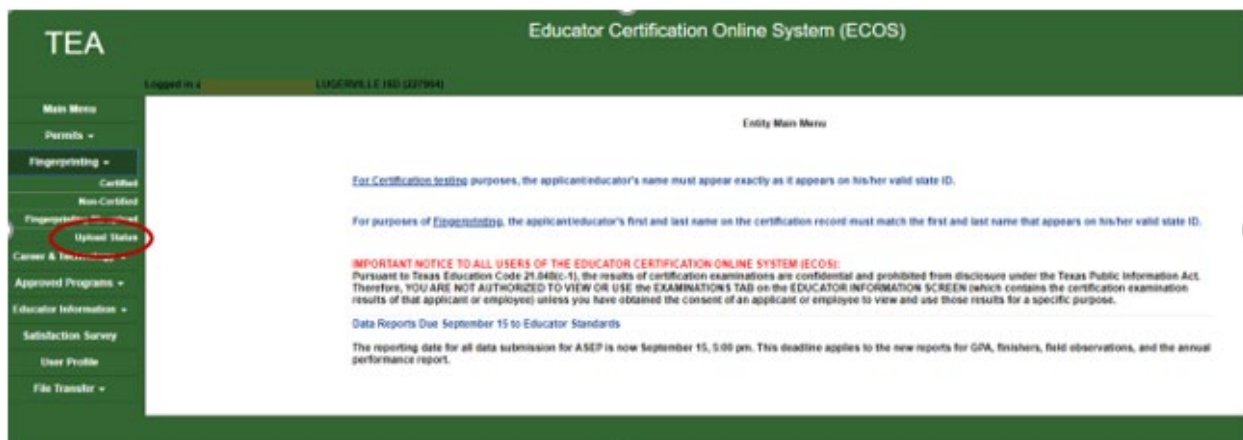 TEA
Educator Certification Online System (ECOS)
Logged in
LUGERVILLE ISD (227904)
Main Menu
Permits
Fingerprinting
Certified
Non-Certified
Fingerprinting
Upload Status
Career &
Approved Programs
Educator Information
Satisfaction Survey
User Profile
File Transfer
Entity Main Menu
For Certification testing purposes, the applicant/educator's name must appear exactly as it appears on his/her valid state ID.
For purposes of Fingerprinting, the applicant/educator's first and last name on the certification record must match the first and last name that appears on his/her valid state ID.
IMPORTANT NOTICE TO ALL USERS OF THE EDUCATOR CERTIFICATION ONLINE SYSTEM (ECOS):
Pursuant to Texas Education Code 21.048(c-1), the results of certification examinations are confidential and prohibited from disclosure under the Texas Public Information Act.
Therefore, YOU ARE NOT AUTHORIZED TO VIEW OR USE the EXAMINATIONS TAB on the EDUCATOR INFORMATION SCREEN (which contains the certification examination
results of that applicant or employee) unless you have obtained the consent of an applicant or employee to view and use those results for a specific purpose.
Data Reports Due September 15 to Educator Standards
The reporting date for all data submission for ASEP is now September 15, 5:00 pm. This deadline applies to the new reports for GPA, finishers, field observations, and the annual
performance report.